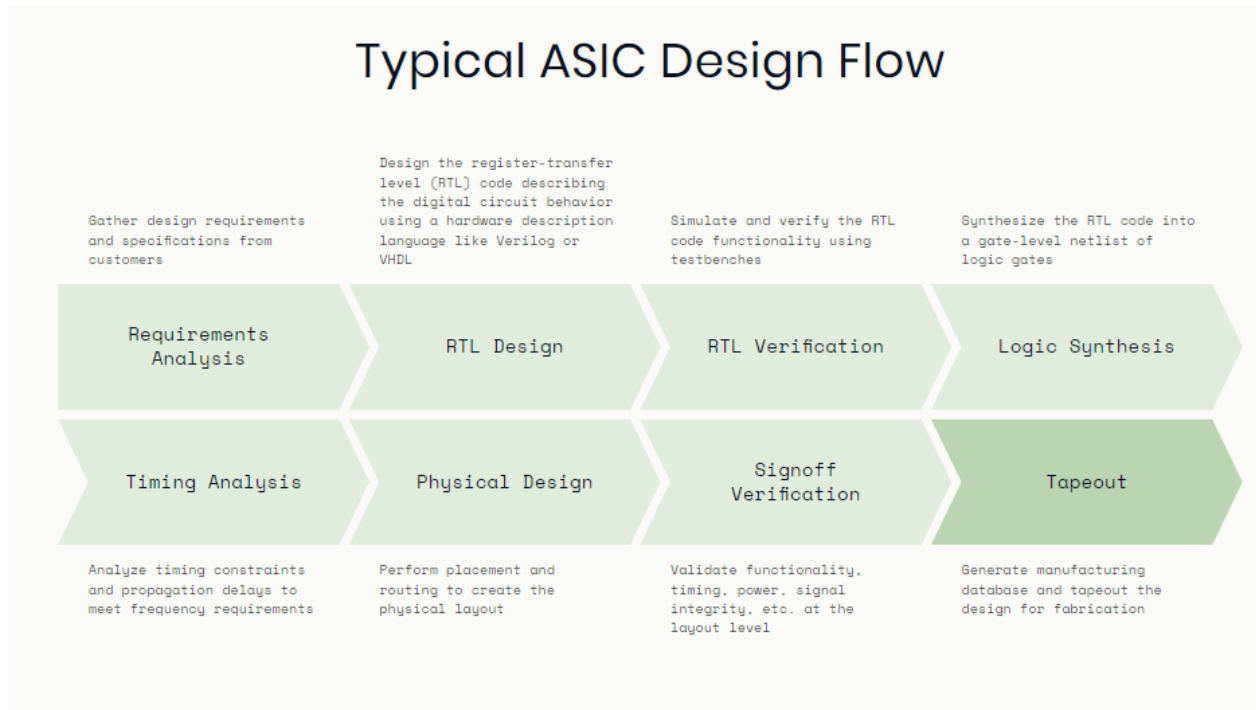 Typical ASIC Design Flow
Gather design requirements
and specifications from
customers
Design the register-transfer
level (RTL) code describing
the digital circuit behavior
using a hardware description
language like Verilog or
VHDL
Simulate and verify the RTL
code functionality using
testbenches
Synthesize the RTL code into
a gate-level netlist of
logic gates
Requirements
Analysis
RTL Design
RTL Verification
Logic Synthesis
Timing Analysis
Physical Design
Signoff
Verification
Tapeout
Analyze timing constraints
and propagation delays to
meet frequency requirements
Perform placement and
routing to create the
physical layout
Validate functionality,
timing, power, signal
integrity, etc. at the
layout level
Generate manufacturing
database and tapeout the
design for fabrication